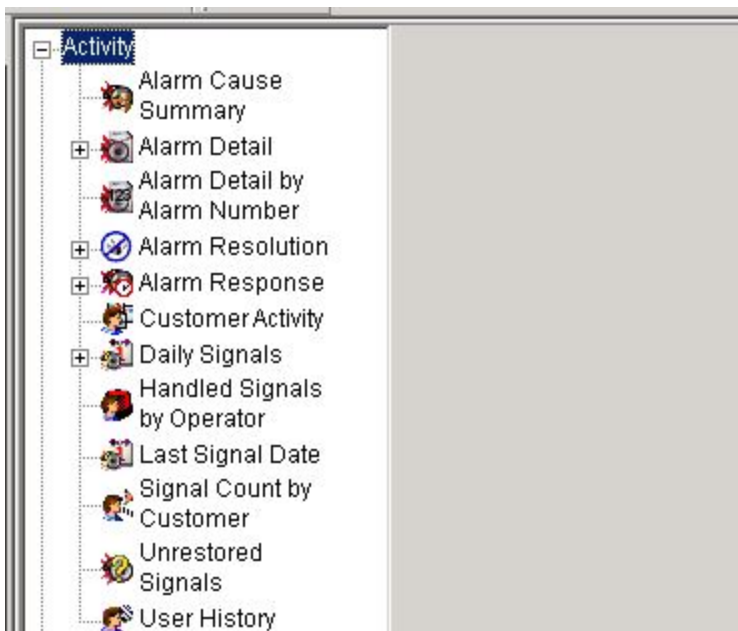 Activity
Alarm Cause
Summary
Alarm Detail
Alarm Detail by
Alarm Number
Alarm Resolution
Alarm Response
Customer Activity
Daily Signals
Handled Signals
by Operator
Last Signal Date
Signal Count by
Customer
Unrestored
Signals
User History